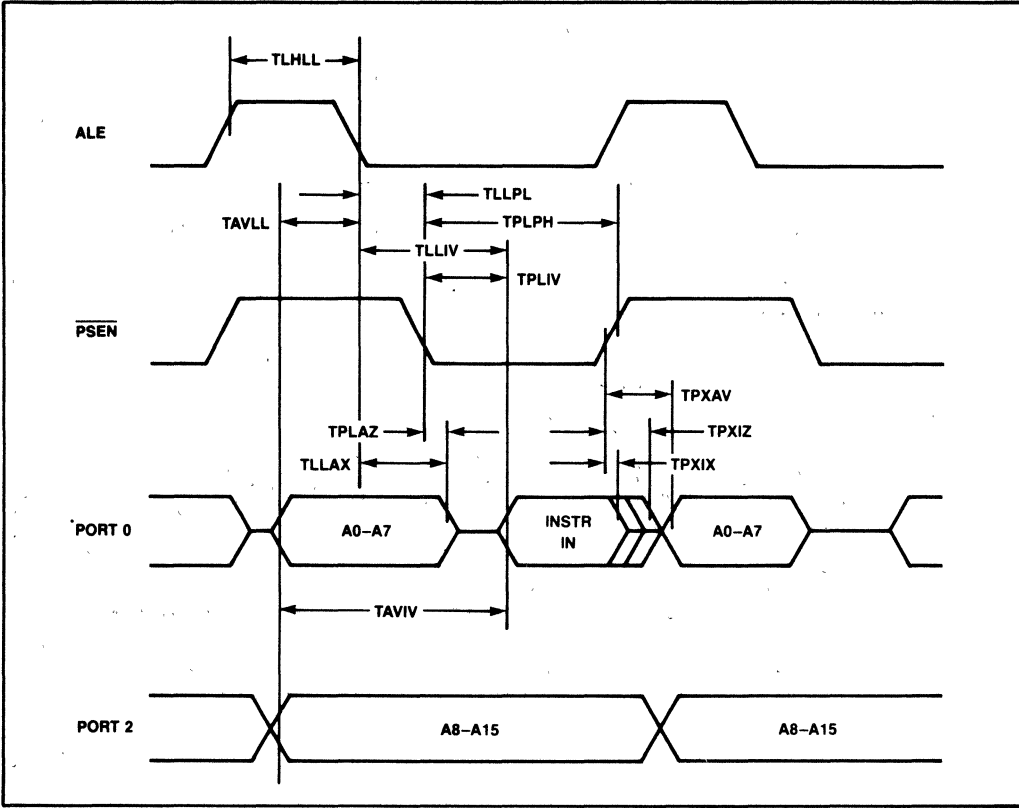 TLHLL
ALE
TLLPL
TAVLL
TPLPH
TLLIV
TPLIV
PSEN
TPXAV
TPLAZ
TPXIZ
TLLAX
TPXIX
PORT 0
A0–A7
INSTR
IN
A0–A7
TAVIV
PORT 2
A8–A15
A8–A15